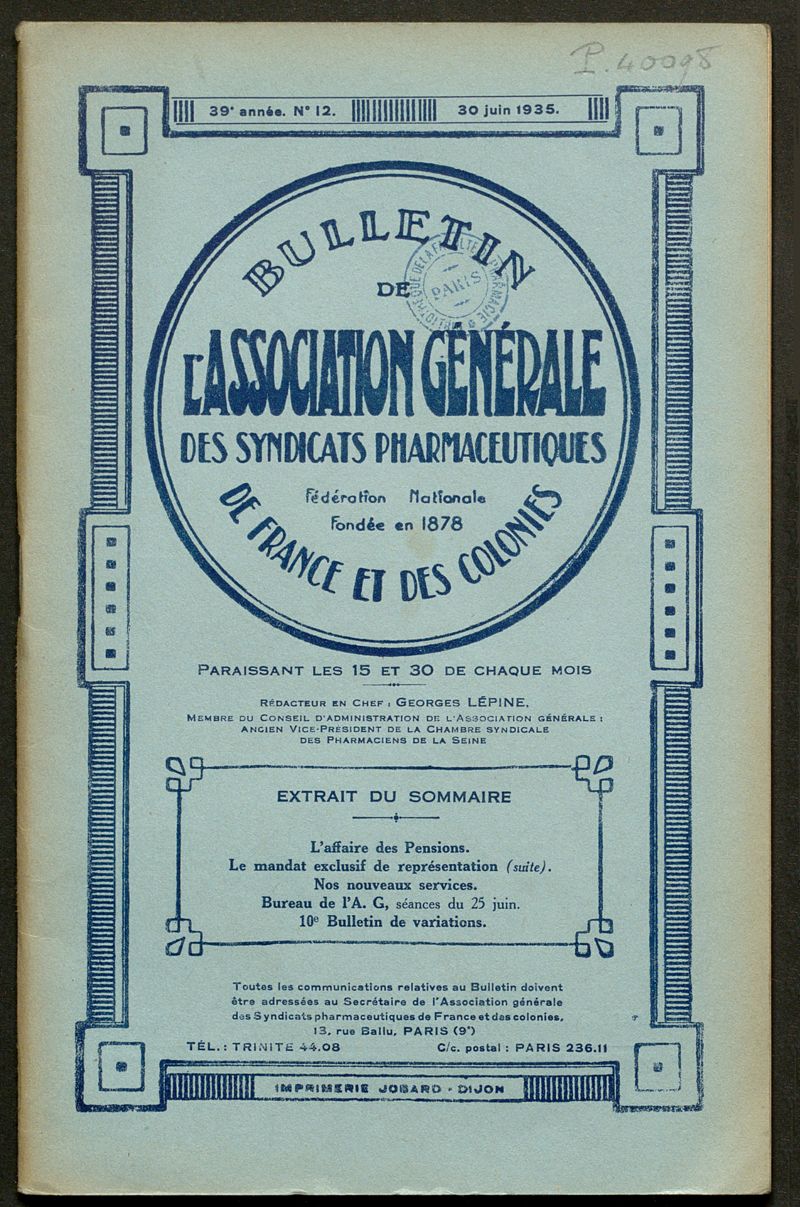 P. 40098
39e année. N° 12. 30 juin 1935.
BULLETIN
DE
BIBLIOTHÈQUE DE LA FACULTÉ DE PHARMACIE
PARIS
L'ASSOCIATION GÉNÉRALE
DES SYNDICATS PHARMACEUTIQUES
Fédération Nationale
Fondée en 1878
DE FRANCE ET DES COLONIES
PARAISSANT LES 15 ET 30 DE CHAQUE MOIS
RÉDACTEUR EN CHEF : GEORGES LÉPINE,
MEMBRE DU CONSEIL D'ADMINISTRATION DE L'ASSOCIATION GÉNÉRALE :
ANCIEN VICE-PRÉSIDENT DE LA CHAMBRE SYNDICALE
DES PHARMACIENS DE LA SEINE
EXTRAIT DU SOMMAIRE
L'affaire des Pensions.
Le mandat exclusif de représentation (suite).
Nos nouveaux services.
Bureau de l'A. G, séances du 25 juin.
10e Bulletin de variations.
Toutes les communications relatives au Bulletin doivent
être adressées au Secrétaire de l'Association générale
des Syndicats pharmaceutiques de France et des colonies,
13, rue Ballu, PARIS (9e)
TÉL. : TRINITÉ 44.08 C/c. postal : PARIS 236.11
IMPRIMERIE JOBARD - DIJON